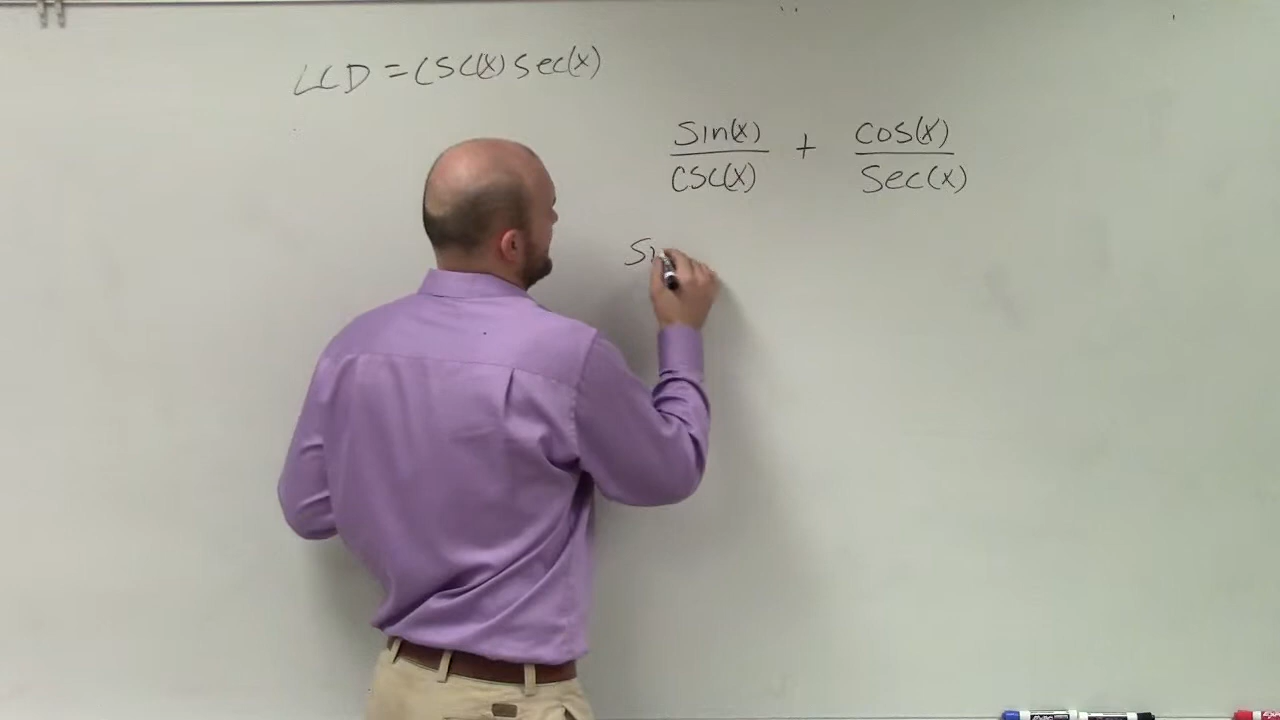 LCD = CSC(x) sec(x)
sin(x) + cos(x)
csc(x) sec(x)
si